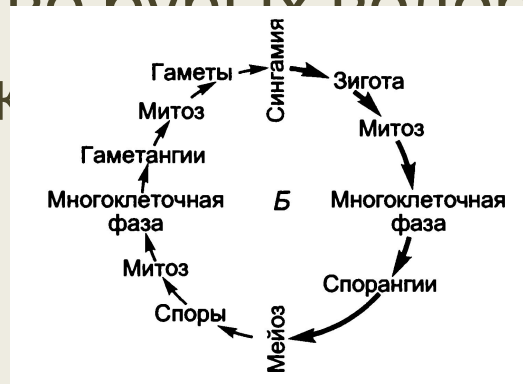 Гаметы
Сингамия
Зигота
Митоз
Митоз
Гаметангии
Многоклеточная
фаза
Б
Многоклеточная
фаза
Митоз
Спорангии
Споры
Мейоз